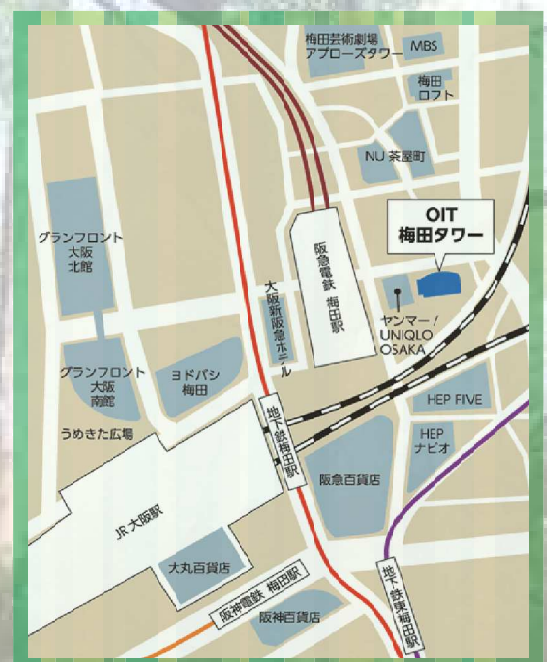 梅田芸術劇場
アプローズタワー
MBS
梅田
ロフト
NU 茶屋町
OIT
梅田タワー
グランフロント
大阪
北館
阪急電鉄 梅田駅
大阪新阪急ホテル
ヤンマー/
UNIQLO
OSAKA
グランフロント
大阪
南館
ヨドバシ
梅田
HEP FIVE
うめきた広場
地下鉄梅田駅
HEP
ナビオ
阪急百貨店
JR 大阪駅
大丸百貨店
阪神電鉄 梅田駅
地下鉄東梅田駅
阪神百貨店